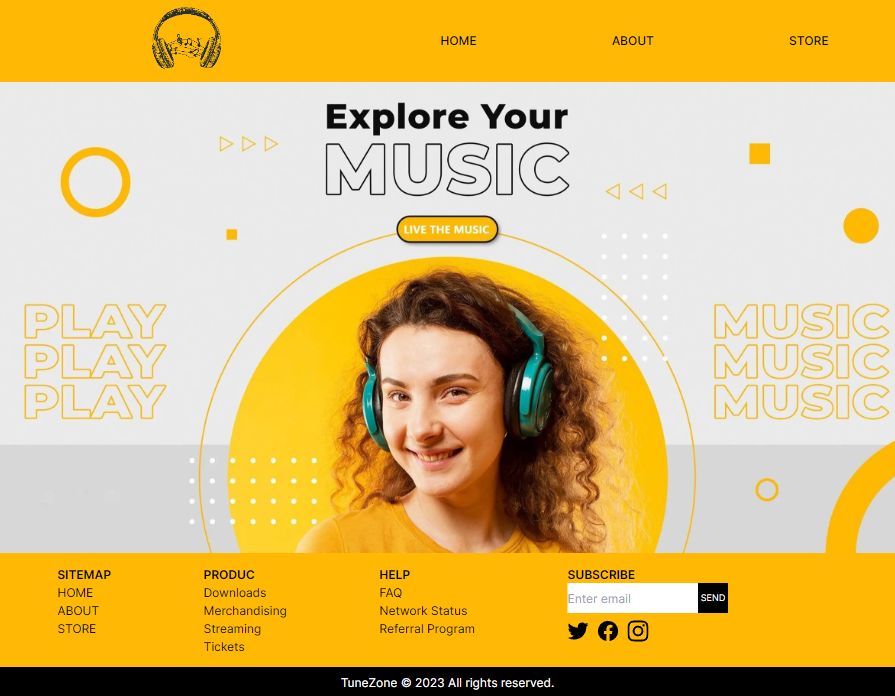 HOME ABOUT STORE
Explore Your
MUSIC
LIVE THE MUSIC
PLAY
PLAY
PLAY
MUSIC
MUSIC
MUSIC
SITEMAP
HOME
ABOUT
STORE
PRODUC
Downloads
Merchandising
Streaming
Tickets
HELP
FAQ
Network Status
Referral Program
SUBSCRIBE
Enter email SEND
TuneZone © 2023 All rights reserved.